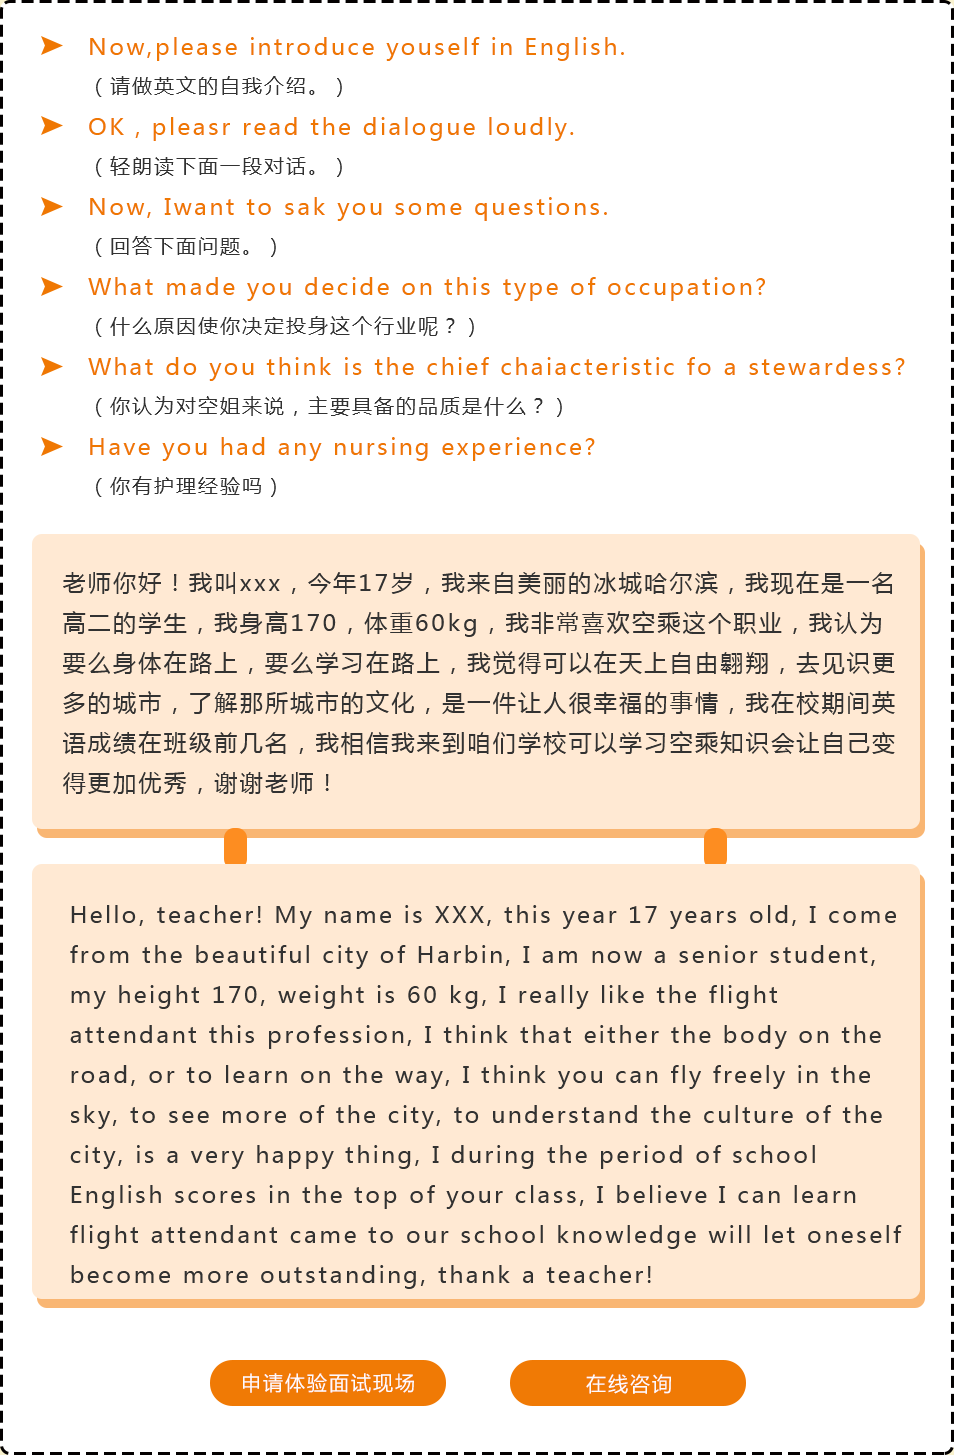 Now,please introduce youself in English.
（请做英文的自我介绍。）
OK，pleasr read the dialogue loudly.
（轻朗读下面一段对话。）
Now, Iwant to sak you some questions.
（回答下面问题。）
What made you decide on this type of occupation?
（什么原因使你决定投身这个行业呢？）
What do you think is the chief chaiacteristic fo a stewardess?
（你认为对空姐来说，主要具备的品质是什么？）
Have you had any nursing experience?
（你有护理经验吗）
老师你好！我叫xxx，今年17岁，我来自美丽的冰城哈尔滨，我现在是一名
高二的学生，我身高170，体重60kg，我非常喜欢空乘这个职业，我认为
要么身体在路上，要么学习在路上，我觉得可以在天上自由翱翔，去见识更
多的城市，了解那所城市的文化，是一件让人很幸福的事情，我在校期间英
语成绩在班级前几名，我相信我来到咱们学校可以学习空乘知识会让自己变
得更加优秀，谢谢老师！
Hello, teacher! My name is XXX, this year 17 years old, I come
from the beautiful city of Harbin, I am now a senior student,
my height 170, weight is 60 kg, I really like the flight
attendant this profession, I think that either the body on the
road, or to learn on the way, I think you can fly freely in the
sky, to see more of the city, to understand the culture of the
city, is a very happy thing, I during the period of school
English scores in the top of your class, I believe I can learn
flight attendant came to our school knowledge will let oneself
become more outstanding, thank a teacher!
申请体验面试现场
在线咨询